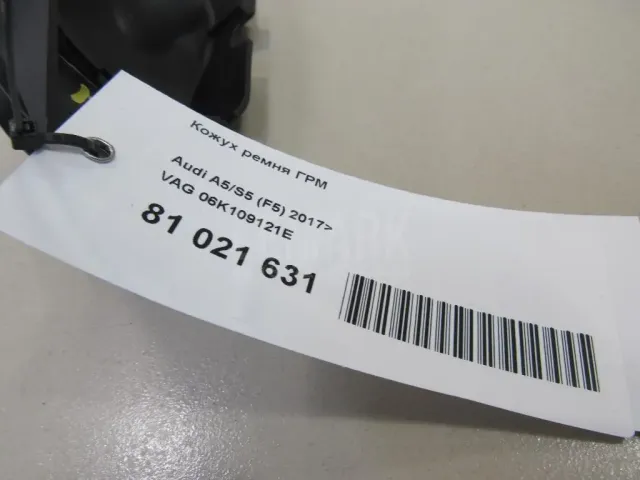 Кожух ремня ГРМ
Audi A5/S5 (F5) 2017>
VAG 06K109121E
81 021 631